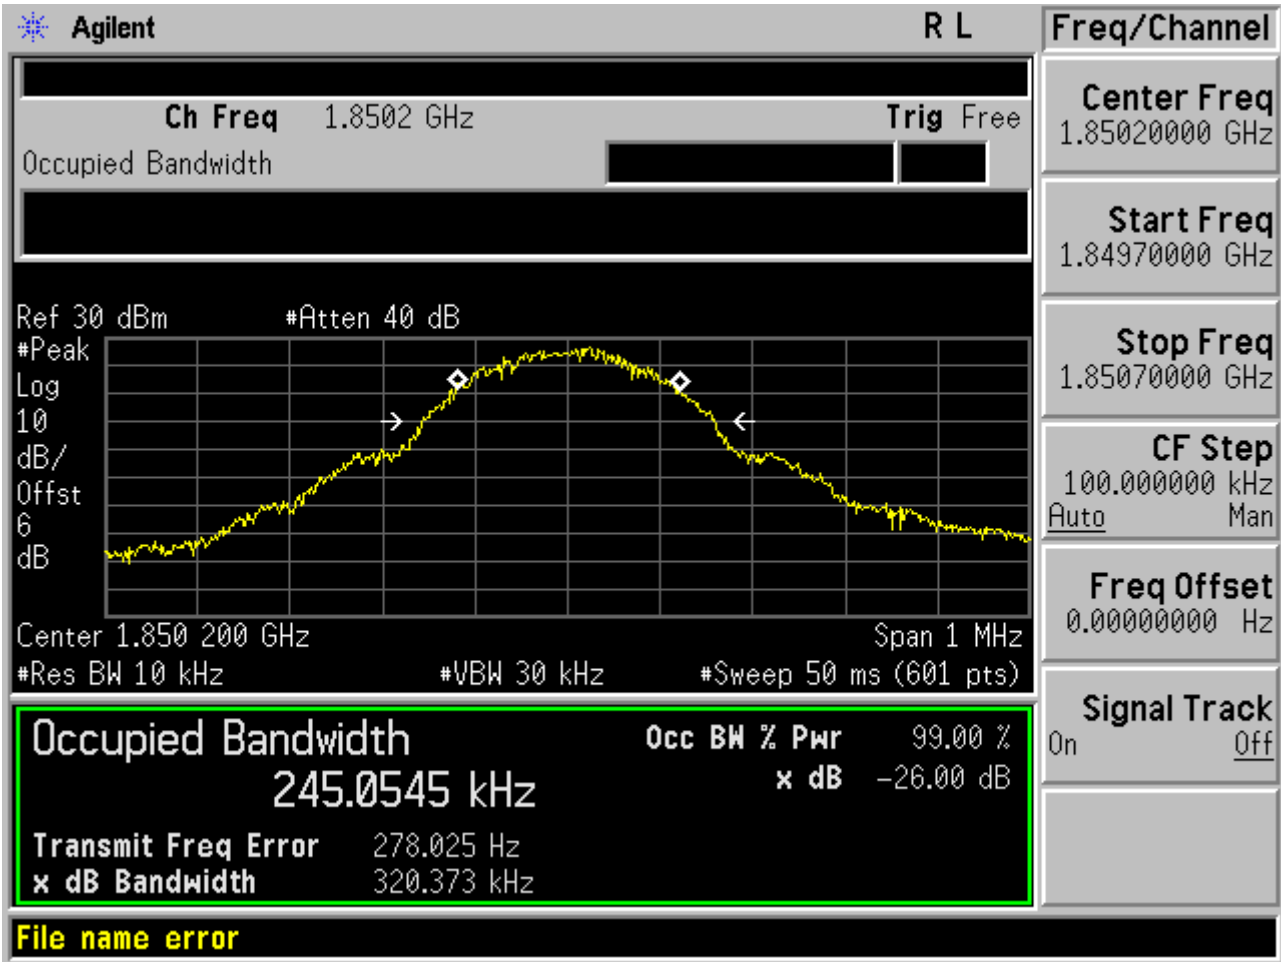 Agilent R L
Ch Freq 1.8502 GHz Trig Free
Occupied Bandwidth
Ref 30 dBm #Atten 40 dB
#Peak
Log
10
dB/
Offst
6
dB
Center 1.850 200 GHz Span 1 MHz
#Res BW 10 kHz #VBW 30 kHz #Sweep 50 ms (601 pts)
Occupied Bandwidth
245.0545 kHz
Occ BW % Pwr 99.00 %
x dB -26.00 dB
Transmit Freq Error 278.025 Hz
x dB Bandwidth 320.373 kHz
File name error
Freq/Channel
Center Freq
1.85020000 GHz
Start Freq
1.84970000 GHz
Stop Freq
1.85070000 GHz
CF Step
100.000000 kHz
Auto Man
Freq Offset
0.00000000 Hz
Signal Track
On Off